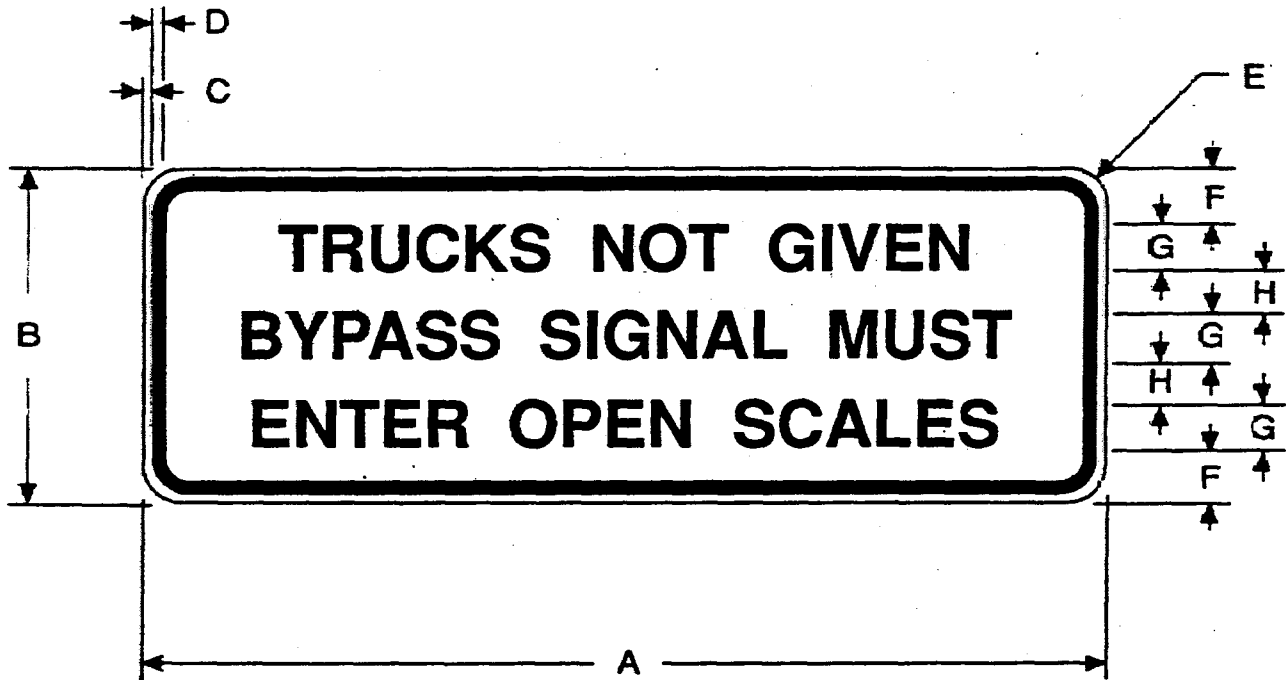 D
C
E
TRUCKS NOT GIVEN
BYPASS SIGNAL MUST
ENTER OPEN SCALES
B
F
G
H
G
H
G
F
A